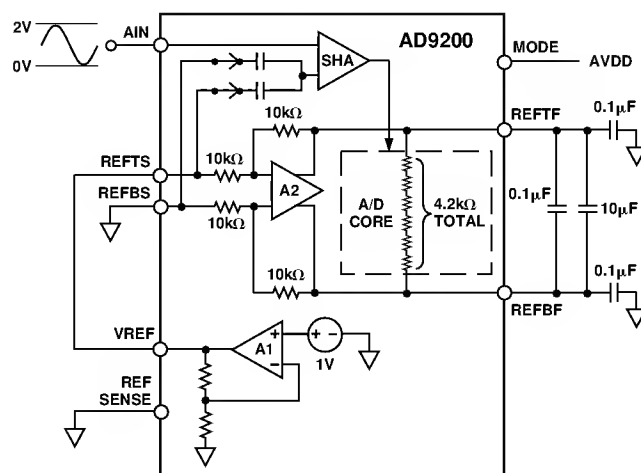 2V
0V
AIN
AD9200
SHA
MODE
AVDD
10kΩ
REFTF
0.1µF
10kΩ
REFTS
REFBS
A2
A/D
CORE
4.2kΩ
TOTAL
0.1µF
10µF
10kΩ
10kΩ
0.1µF
REFBF
VREF
A1
+
−
+ −
1V
REF
SENSE